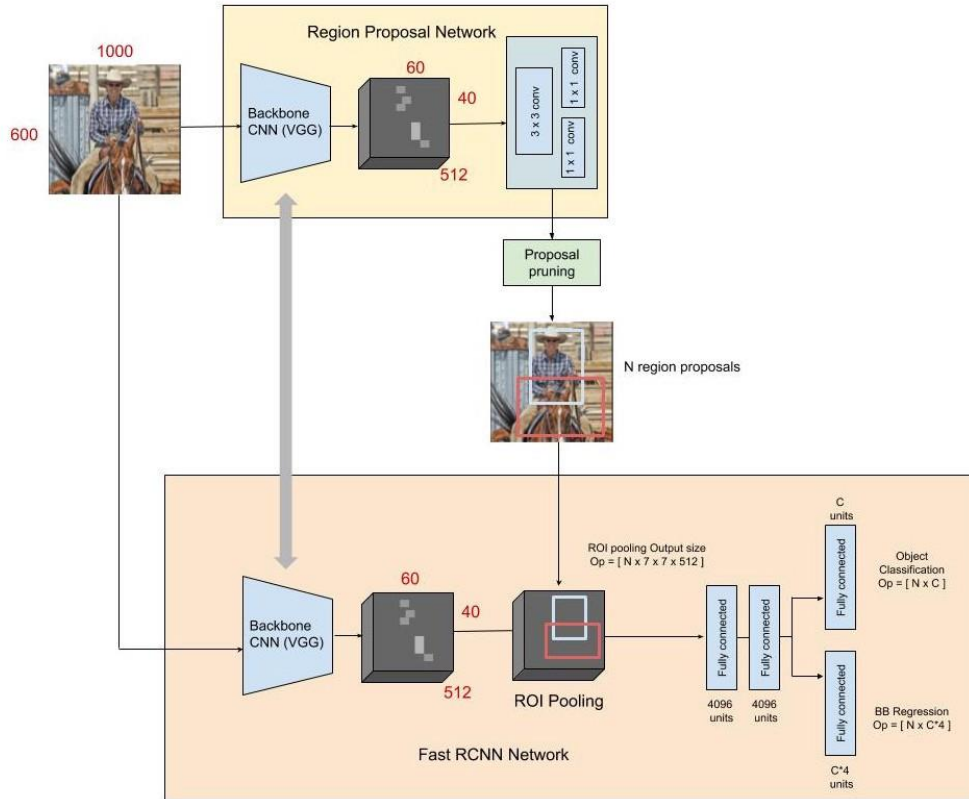 Region Proposal Network
1000
600
Backbone
CNN (VGG)
60
40
512
3 x 3 conv
1 x 1 conv
1 x 1 conv
Proposal
pruning
N region proposals
Backbone
CNN (VGG)
60
40
512
ROI Pooling
ROI pooling Output size
Op = [ N x 7 x 7 x 512 ]
Fully connected
4096
units
Fully connected
4096
units
C
units
Fully connected
Object
Classification
Op = [ N x C ]
Fully connected
C*4
units
BB Regression
Op = [ N x C*4 ]
Fast RCNN Network